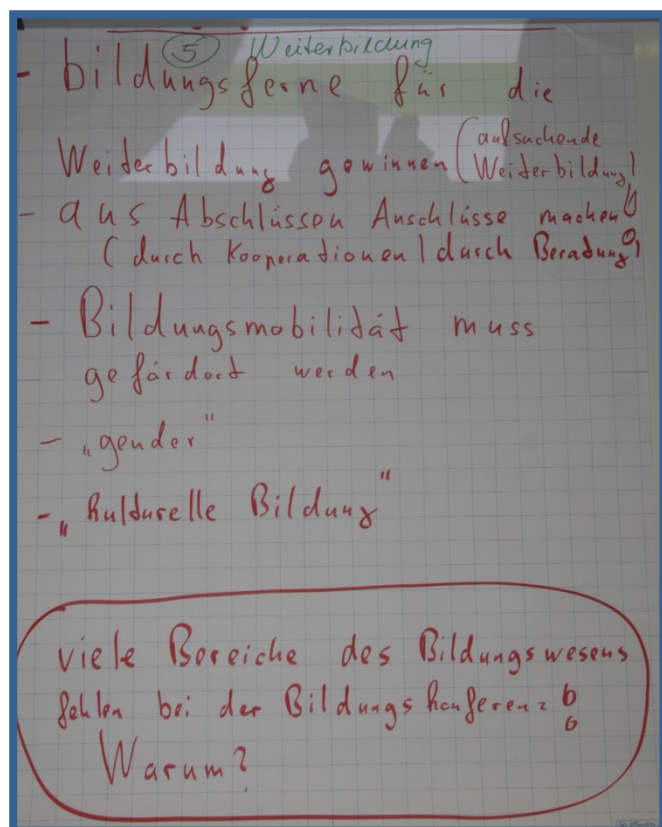 5 Weiterbildung
- bildungsferne für die
Weiterbildung gewinnen (aufsuchende
Weiterbildung)
- aus Abschlüssen Anschlüsse machen!
(durch Kooperationen / durch Beratung)
- Bildungsmobilität muss
gefördert werden
- „gender"
- „kulturelle Bildung"
viele Bereiche des Bildungswesens
fehlen bei der Bildungskonferenz!
Warum?